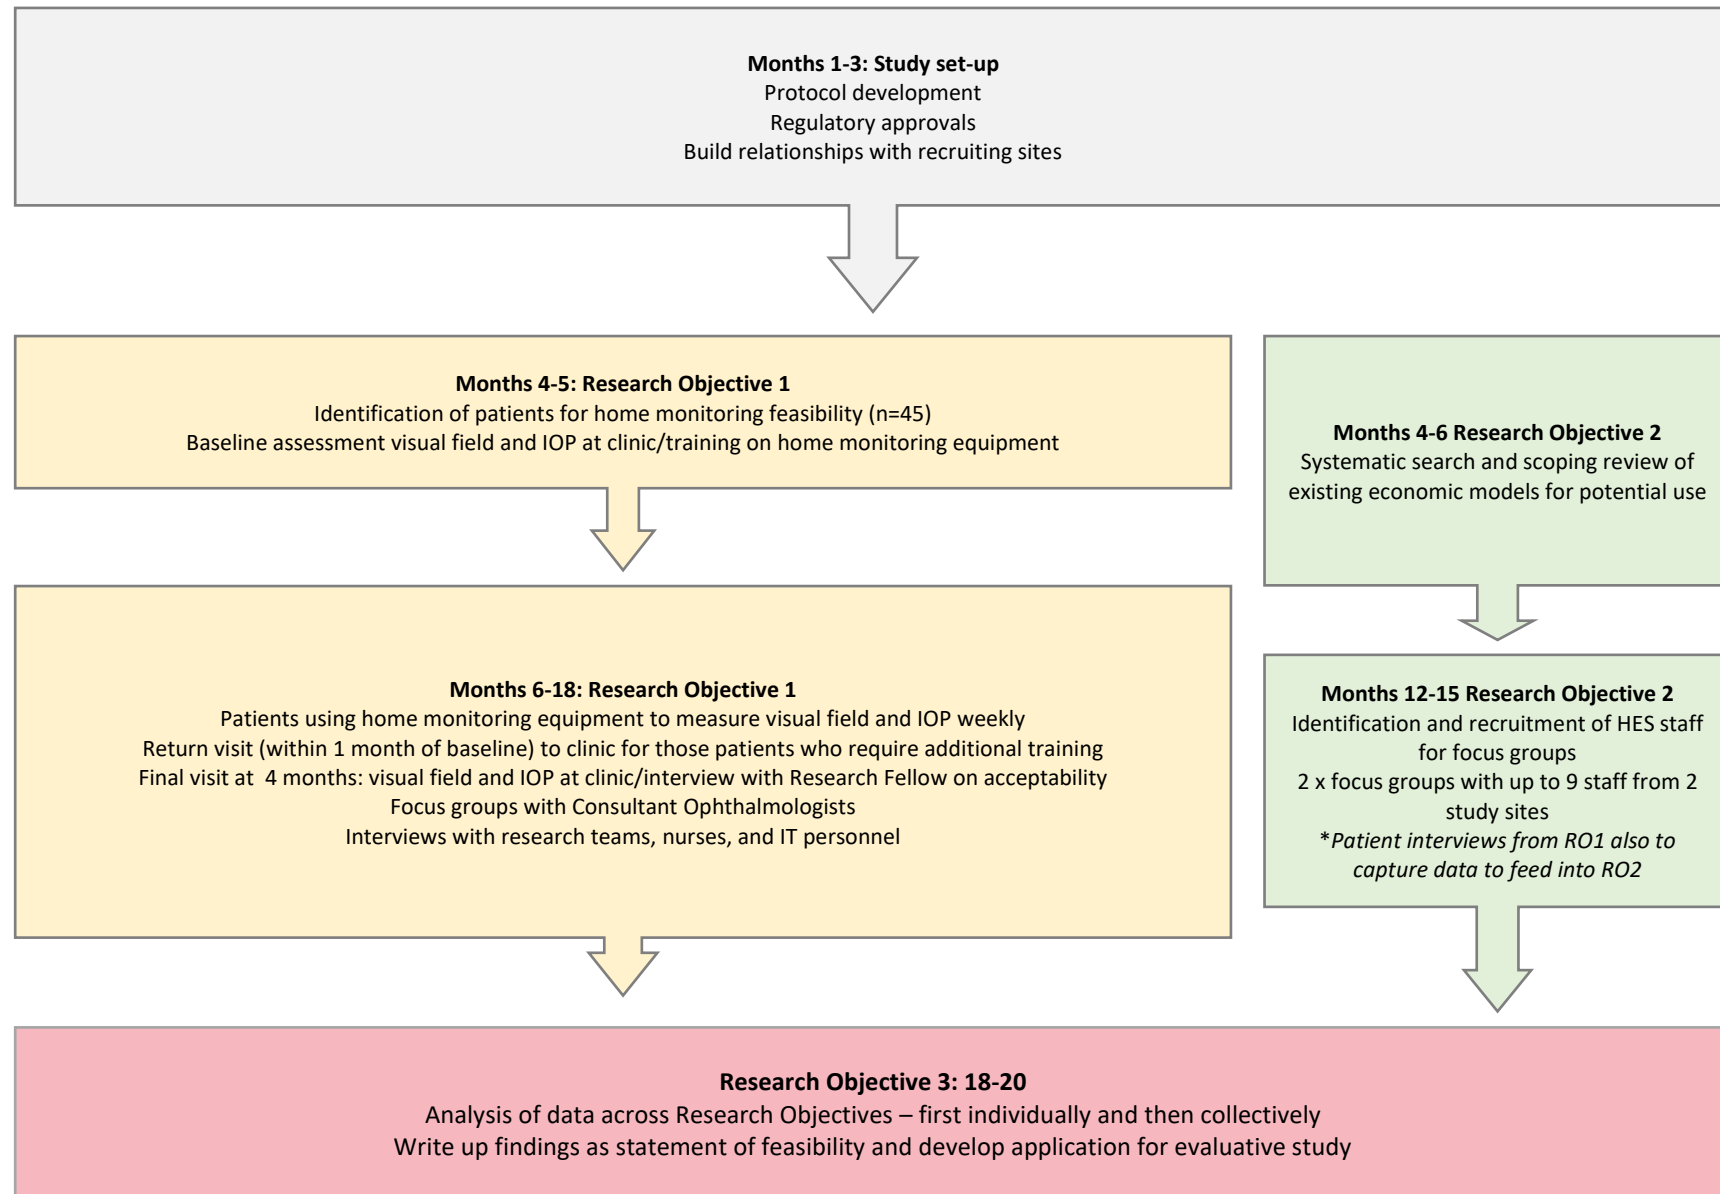 Months 1-3: Study set-up
Protocol development
Regulatory approvals
Build relationships with recruiting sites
Months 4-5: Research Objective 1
Identification of patients for home monitoring feasibility (n=45)
Baseline assessment visual field and IOP at clinic/training on home monitoring equipment
Months 4-6 Research Objective 2
Systematic search and scoping review of
existing economic models for potential use
Months 6-18: Research Objective 1
Patients using home monitoring equipment to measure visual field and IOP weekly
Return visit (within 1 month of baseline) to clinic for those patients who require additional training
Final visit at  4 months: visual field and IOP at clinic/interview with Research Fellow on acceptability
Focus groups with Consultant Ophthalmologists
Interviews with research teams, nurses, and IT personnel
Months 12-15 Research Objective 2
Identification and recruitment of HES staff
for focus groups
2 x focus groups with up to 9 staff from 2
study sites
*Patient interviews from RO1 also to
capture data to feed into RO2
Research Objective 3: 18-20
Analysis of data across Research Objectives – first individually and then collectively
Write up findings as statement of feasibility and develop application for evaluative study